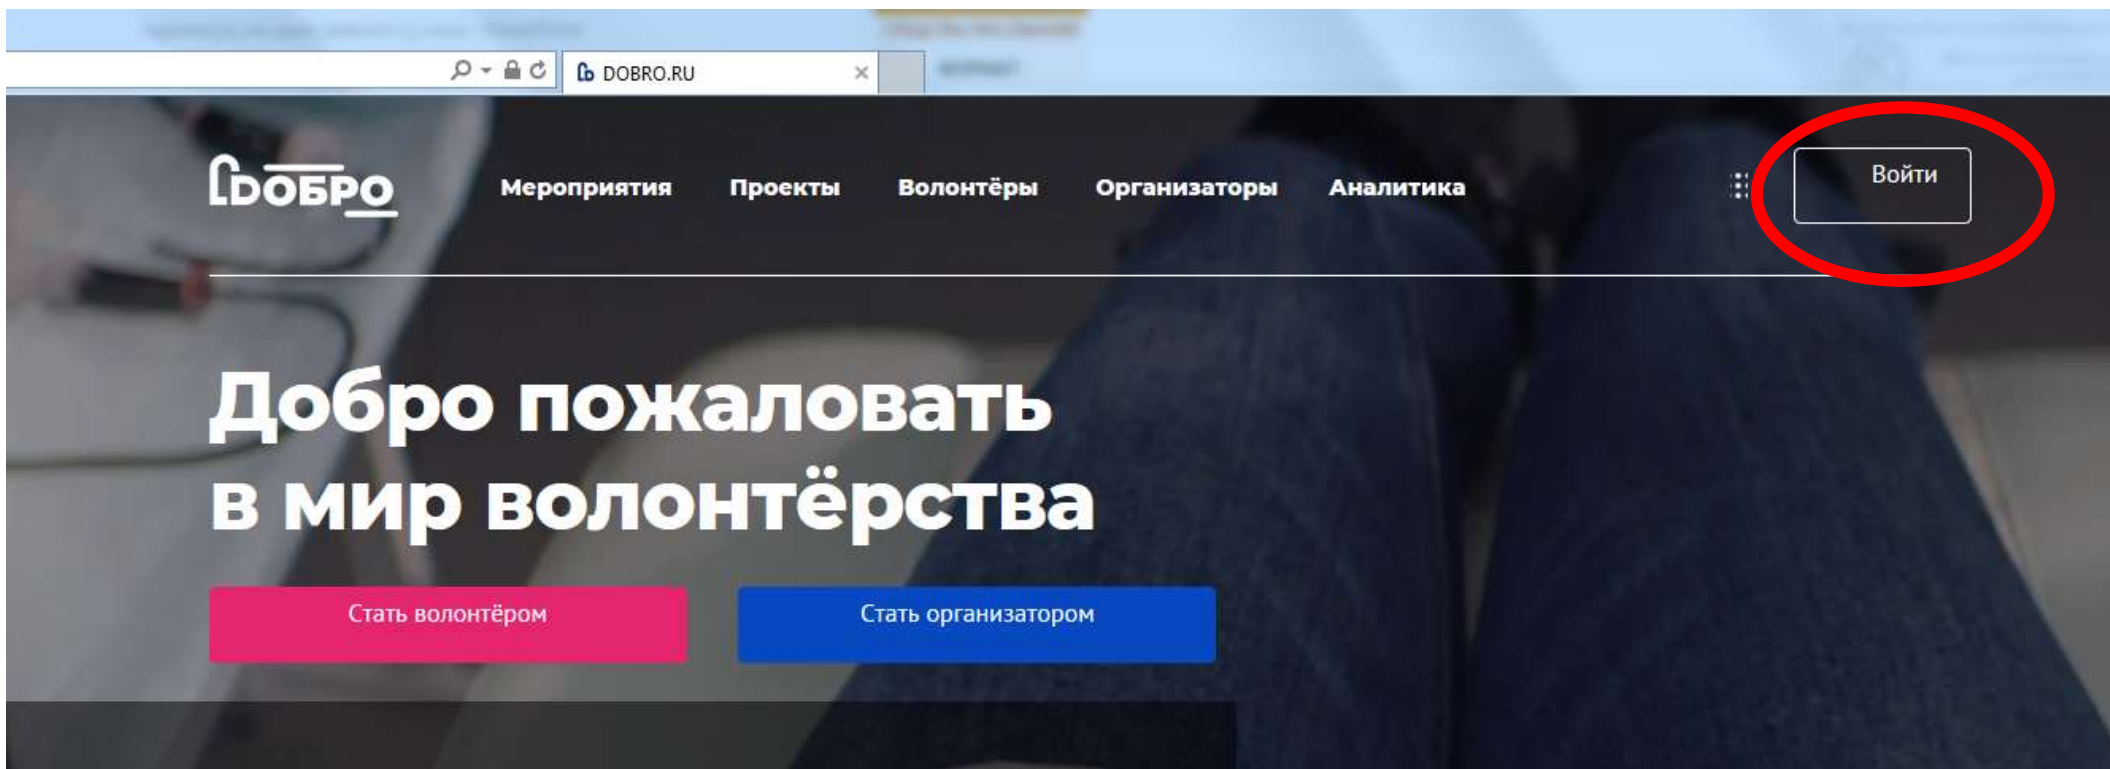 DOBRO.RU
ДОБРО
Мероприятия Проекты Волонтёры Организаторы Аналитика Войти
Добро пожаловать
в мир волонтёрства
Стать волонтёром Стать организатором